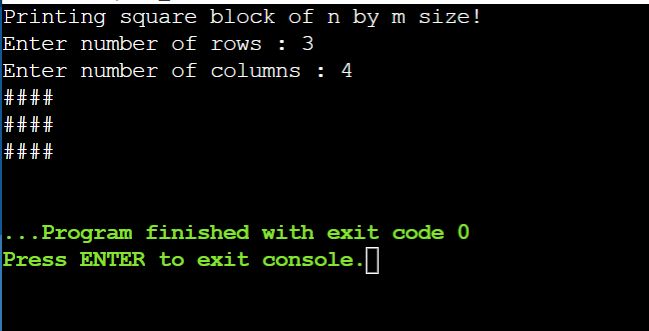 Printing square block of n by m size!
Enter number of rows : 3
Enter number of columns : 4
####
####
####
...Program finished with exit code 0
Press ENTER to exit console.